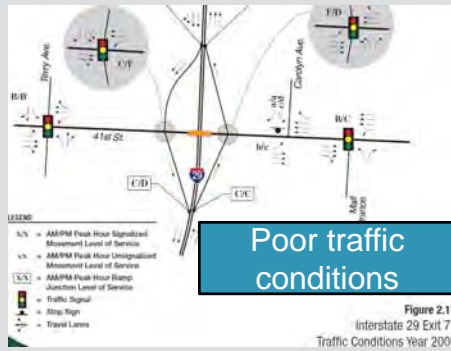 C/F
F/D
Terry Ave.
Carolyn Ave.
B/B
a/a
c/d
B/C
41st St.
b/c
29
C/D
C/C
Mall
LEGEND
X/X = AM/PM Peak Hour Signalized
Movement Level of Service
x/x = AM/PM Peak Hour Unsignalized
Movement Level of Service
X/X = AM/PM Peak Hour Ramp
Junction Level of Service
= Traffic Signal
= Stop Sign
= Travel Lanes
Poor traffic
conditions
Figure 2.1
Interstate 29 Exit 7
Traffic Conditions Year 200